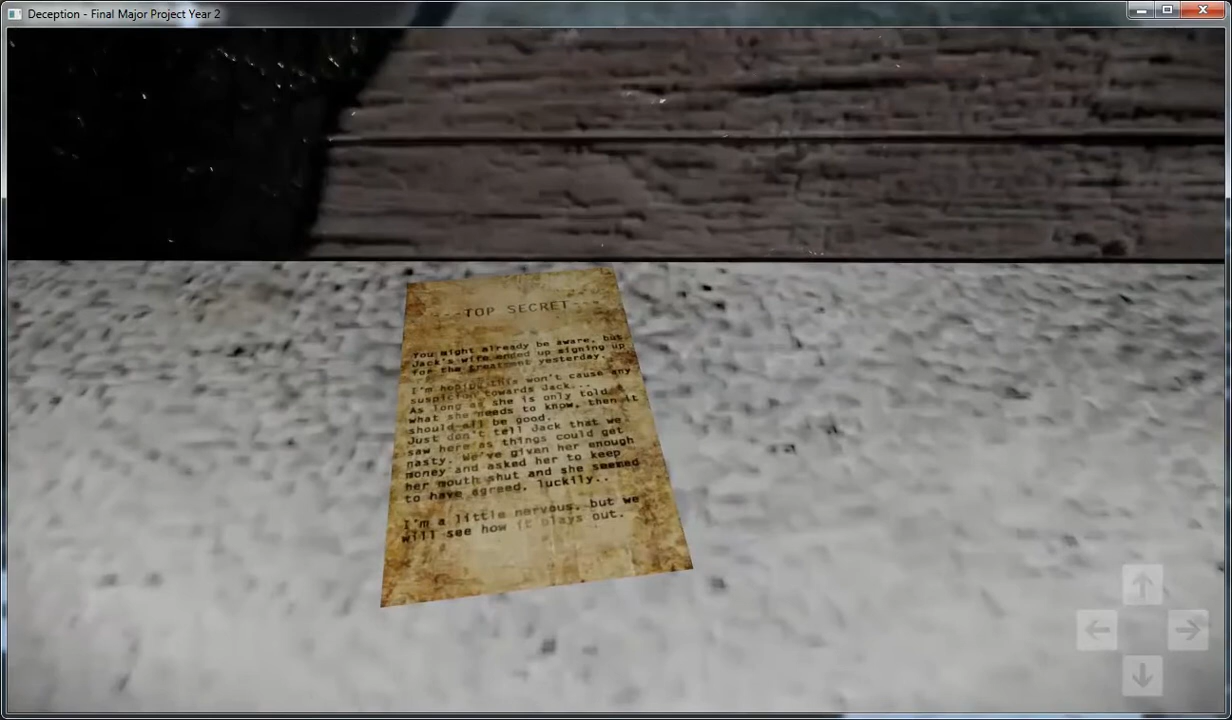 Deception - Final Major Project Year 2
---TOP SECRET---
You might already be aware, but
Jack's wife ended up signing up
for the treatment yesterday.
I'm hoping this won't cause any
suspicion towards Jack...
As long as she is only told
what she needs to know, then it
should all be good.
Just don't tell Jack that we
saw here as things could get
nasty. We've given her enough
money and asked her to keep
her mouth shut and she seemed
to have agreed, luckily..
I'm a little nervous, but we
will see how it plays out.